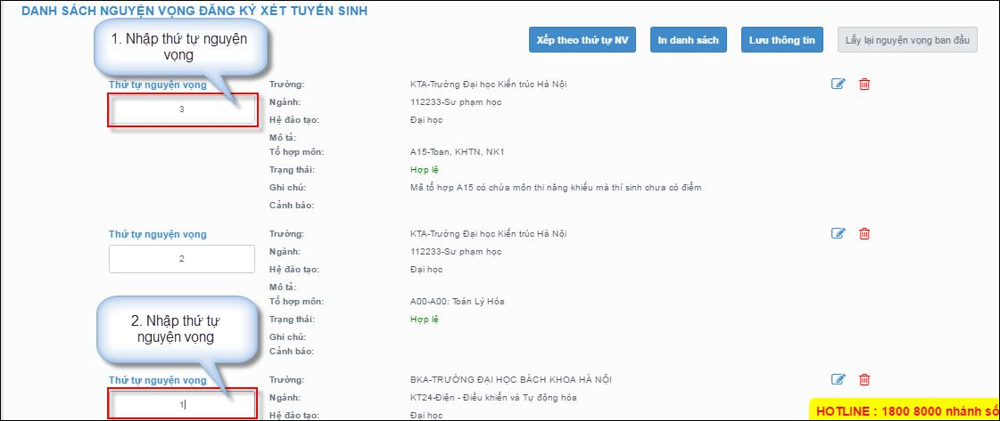 DANH SÁCH NGUYỆN VỌNG ĐĂNG KÝ XÉT TUYỂN SINH
1. Nhập thứ tự nguyện
vọng
Xếp theo thứ tự NV In danh sách Lưu thông tin Lấy lại nguyện vọng ban đầu
Thứ tự nguyện vọng Trường: KTA-Trường Đại học Kiến trúc Hà Nội
3 Ngành: 112233-Sư phạm học
Hệ đào tạo: Đại học
Mô tả:
Tổ hợp môn: A15-Toan, KHTN, NK1
Trạng thái: Hợp lệ
Ghi chú: Mã tổ hợp A15 có chứa môn thi năng khiếu mà thí sinh chưa có điểm
Cảnh báo:
Thứ tự nguyện vọng Trường: KTA-Trường Đại học Kiến trúc Hà Nội
2 Ngành: 112233-Sư phạm học
Hệ đào tạo: Đại học
Mô tả:
Tổ hợp môn: A00-A00: Toán Lý Hóa
2. Nhập thứ tự
nguyện vọng
Trạng thái: Hợp lệ
Ghi chú:
Cảnh báo:
Thứ tự nguyện vọng Trường: BKA-TRƯỜNG ĐẠI HỌC BÁCH KHOA HÀ NỘI
1 Ngành: KT24-Điện - Điều khiển và Tự động hóa
Hệ đào tạo: Đại học
HOTLINE : 1800 8000 nhánh số